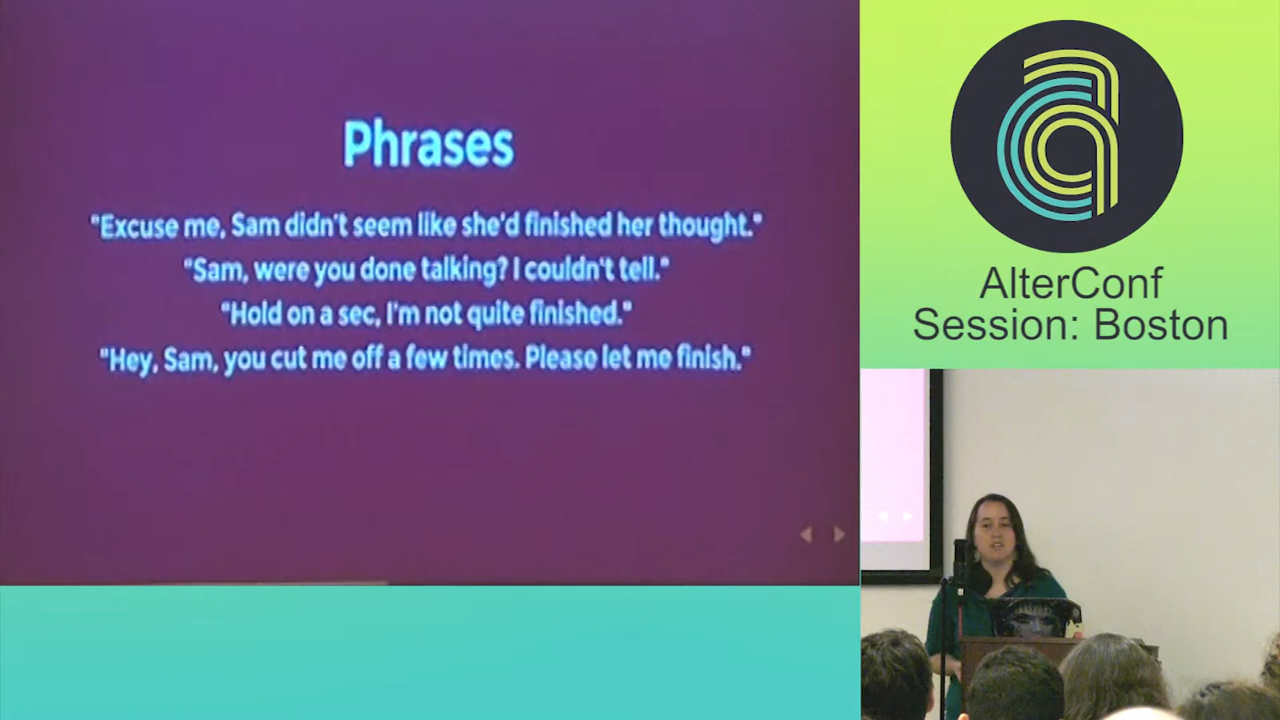 Phrases
"Excuse me, Sam didn't seem like she'd finished her thought."
"Sam, were you done talking? I couldn't tell."
"Hold on a sec, I'm not quite finished."
"Hey, Sam, you cut me off a few times. Please let me finish."
AlterConf
Session: Boston